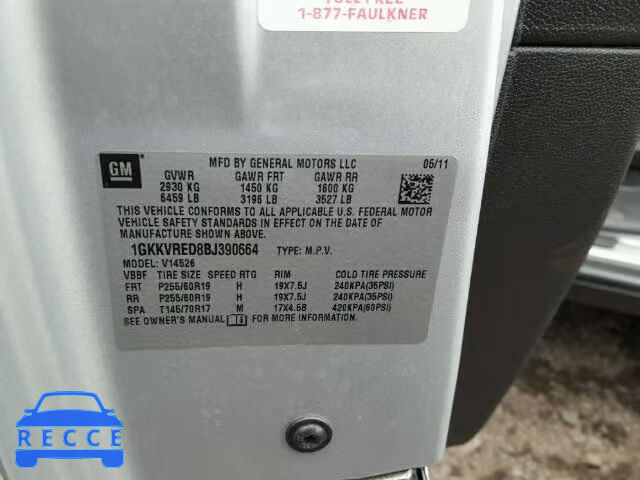 TOLL FREE
1-877-FAULKNER
GM
MFD BY GENERAL MOTORS LLC 05/11
GVWR GAWR FRT GAWR RR
2930 KG 1450 KG 1600 KG
6459 LB 3196 LB 3527 LB
THIS VEHICLE CONFORMS TO ALL APPLICABLE U.S. FEDERAL MOTOR
VEHICLE SAFETY STANDARDS IN EFFECT ON THE DATE OF
MANUFACTURE SHOWN ABOVE.
1GKKVRED8BJ390664 TYPE: M.P.V.
MODEL: V14526
VBBF TIRE SIZE SPEED RTG RIM COLD TIRE PRESSURE
FRT P255/60R19 H 19X7.5J 240KPA(35PSI)
RR P255/60R19 H 19X7.5J 240KPA(35PSI)
SPA T145/70R17 M 17X4.5B 420KPA(60PSI)
SEE OWNER'S MANUAL FOR MORE INFORMATION.
RECCE